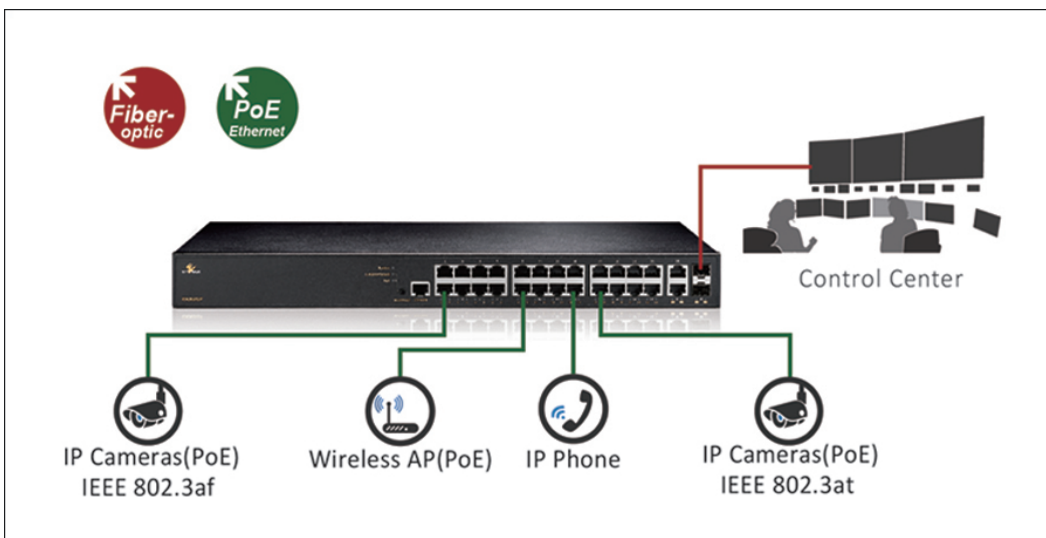 Fiber-
optic
PoE
Ethernet
Control Center
IP Cameras(PoE)
IEEE 802.3af
Wireless AP(PoE)
IP Phone
IP Cameras(PoE)
IEEE 802.3at